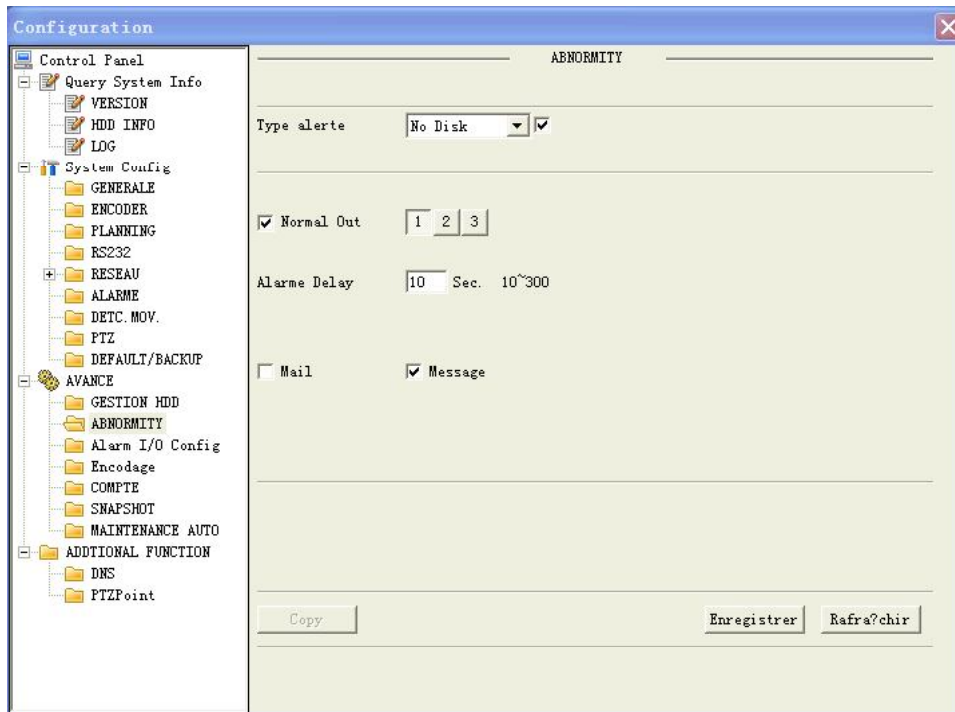 Configuration
Control Panel
Query System Info
VERSION
HDD INFO
LOG
System Config
GENERALE
ENCODER
PLANNING
RS232
RESEAU
ALARME
DETC. MOV.
PTZ
DEFAULT/BACKUP
AVANCE
GESTION HDD
ABNORMITY
Alarm I/O Config
Encodage
COMPTE
SNAPSHOT
MAINTENANCE AUTO
ADDTIONAL FUNCTION
DNS
PTZPoint
ABNORMITY
Type alerte No Disk
Normal Out 1 2 3
Alarme Delay 10 Sec. 10~300
Mail Message
Copy Enregistrer Rafra?chir